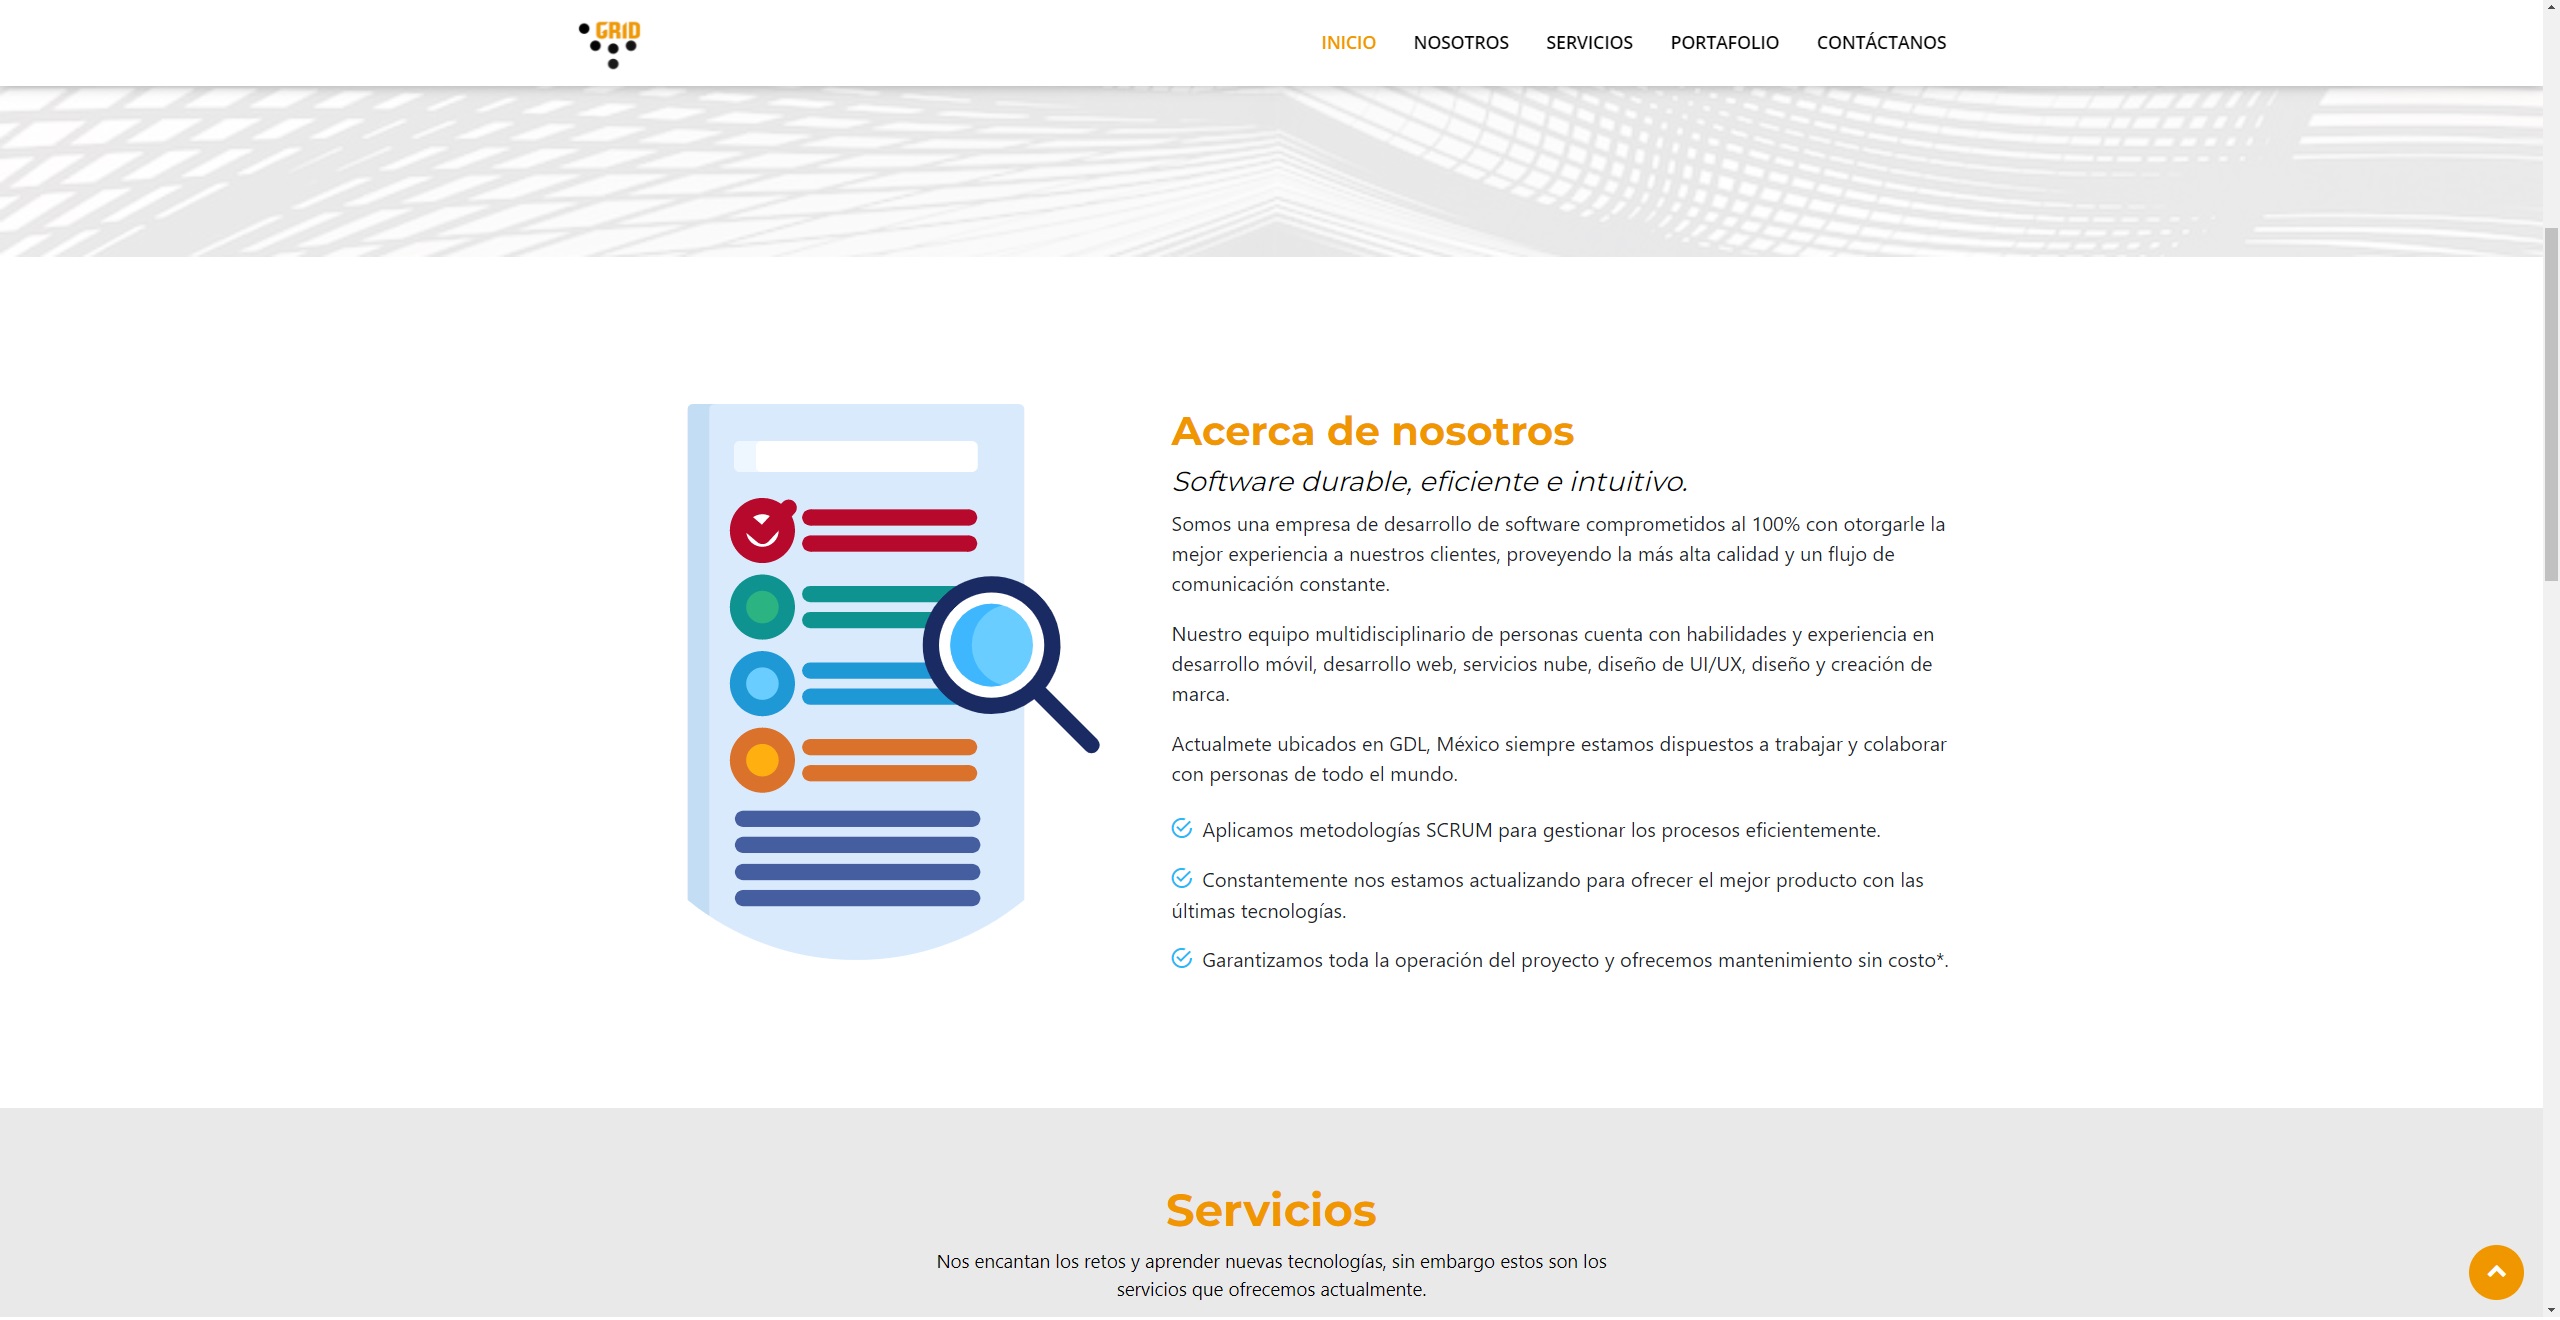 GRID
INICIO NOSOTROS SERVICIOS PORTAFOLIO CONTÁCTANOS
Acerca de nosotros
Software durable, eficiente e intuitivo.
Somos una empresa de desarrollo de software comprometidos al 100% con otorgarle la
mejor experiencia a nuestros clientes, proveyendo la más alta calidad y un flujo de
comunicación constante.
Nuestro equipo multidisciplinario de personas cuenta con habilidades y experiencia en
desarrollo móvil, desarrollo web, servicios nube, diseño de UI/UX, diseño y creación de
marca.
Actualmete ubicados en GDL, México siempre estamos dispuestos a trabajar y colaborar
con personas de todo el mundo.
Aplicamos metodologías SCRUM para gestionar los procesos eficientemente.
Constantemente nos estamos actualizando para ofrecer el mejor producto con las
últimas tecnologías.
Garantizamos toda la operación del proyecto y ofrecemos mantenimiento sin costo*.
Servicios
Nos encantan los retos y aprender nuevas tecnologías, sin embargo estos son los
servicios que ofrecemos actualmente.